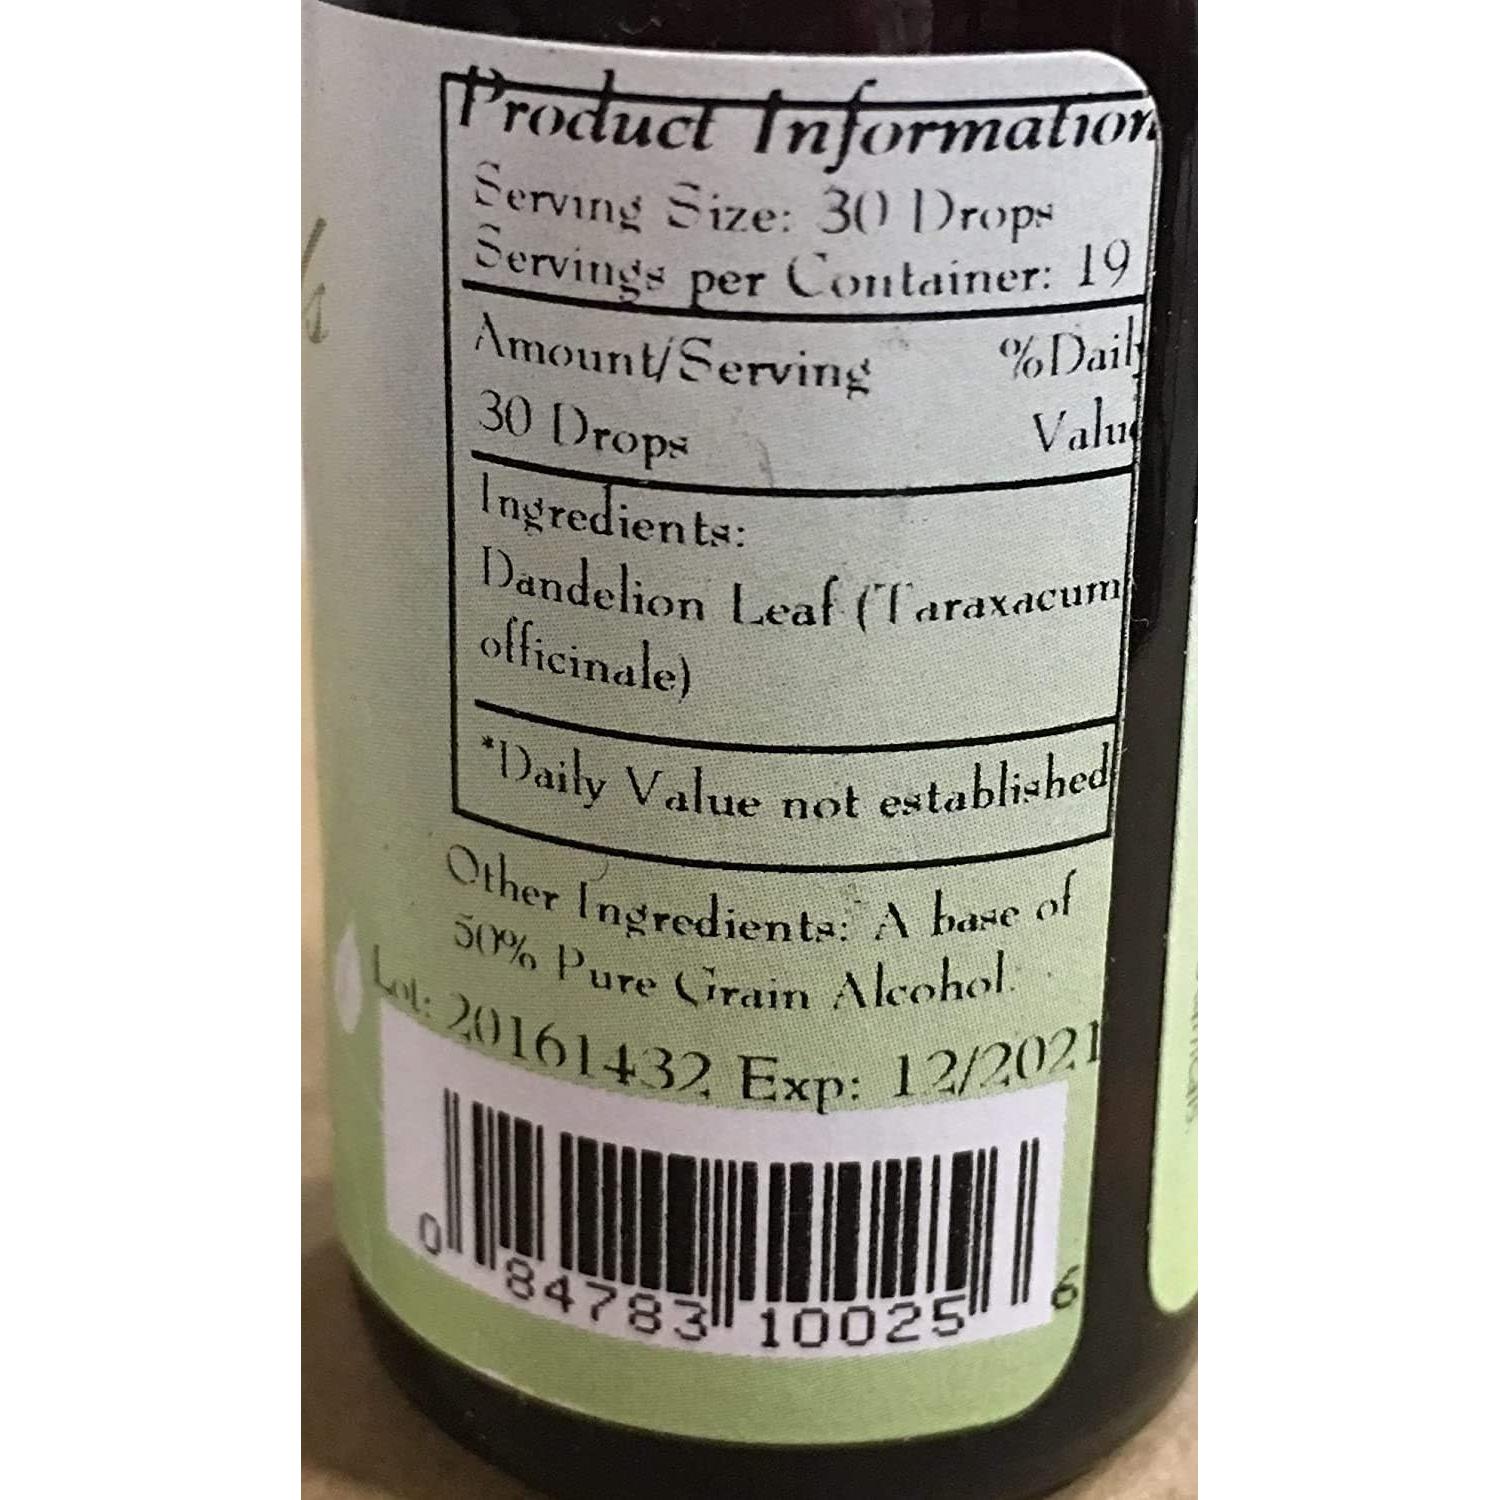 Product Information
Serving Size: 30 Drops
Servings per Container: 19
Amount/Serving %Daily
30 Drops Value
Ingredients:
Dandelion Leaf (Taraxacum
officinale)
*Daily Value not established
Other Ingredients: A base of
50% Pure Grain Alcohol.
Lot: 20161432 Exp: 12/2021
0 84783 10025 6